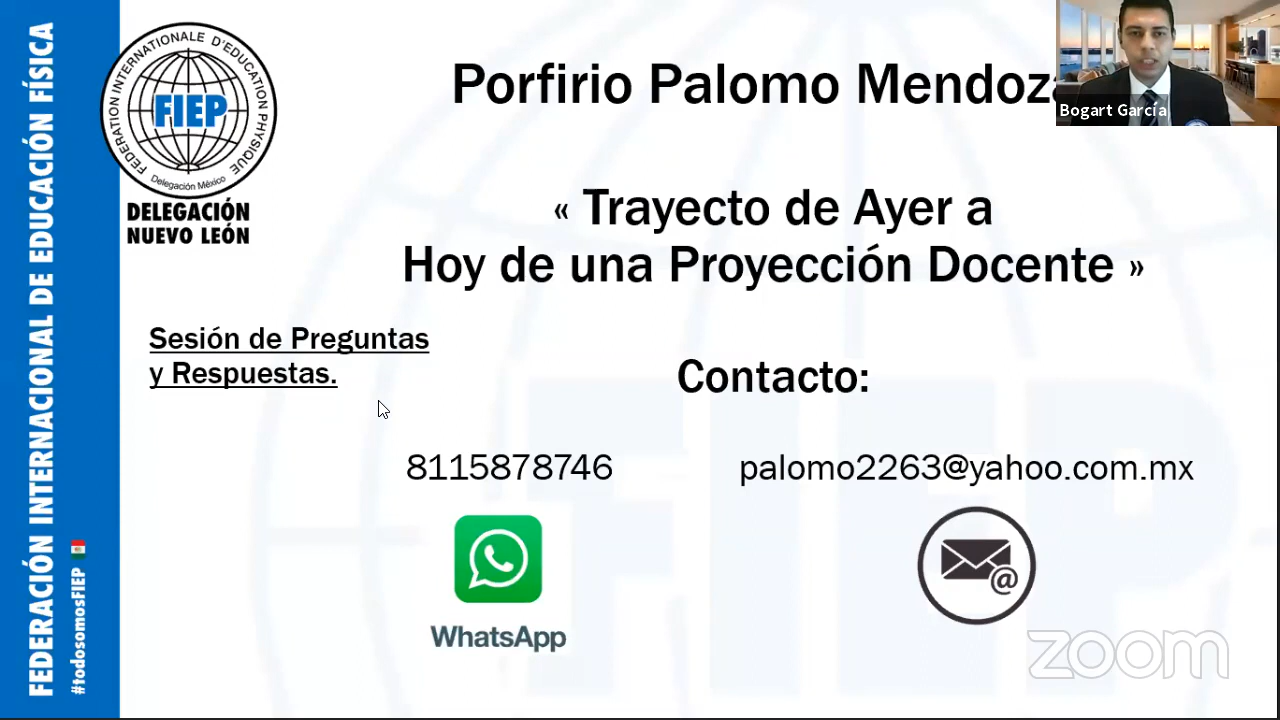 FEDERACIÓN INTERNACIONAL DE EDUCACIÓN FÍSICA
#todosomosFIEP
FEDERATION INTERNATIONALE D'EDUCATION PHYSIQUE
FIEP
Delegación México
DELEGACIÓN
NUEVO LEÓN
Porfirio Palomo Mendoza
Bogart García
« Trayecto de Ayer a
Hoy de una Proyección Docente »
Sesión de Preguntas
y Respuestas.
Contacto:
8115878746
palomo2263@yahoo.com.mx
WhatsApp
@
zoom
FIEP